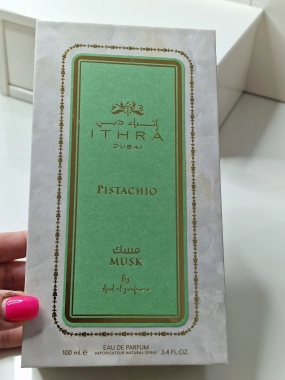 إثراء دبي
ITHRA
DUBAI
PISTACHIO
مسك
MUSK
By
EAU DE PARFUM
100 ml.℮ VAPORISATEUR NATURAL SPRAY 3.4 FL.OZ.